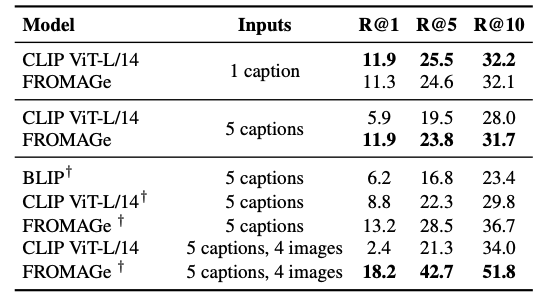 Model Inputs R@1 R@5 R@10
CLIP ViT-L/14 1 caption 11.9 25.5 32.2
FROMAGe 11.3 24.6 32.1
CLIP ViT-L/14 5 captions 5.9 19.5 28.0
FROMAGe 11.9 23.8 31.7
BLIP† 5 captions 6.2 16.8 23.4
CLIP ViT-L/14† 5 captions 8.8 22.3 29.8
FROMAGe † 5 captions 13.2 28.5 36.7
CLIP ViT-L/14 5 captions, 4 images 2.4 21.3 34.0
FROMAGe † 5 captions, 4 images 18.2 42.7 51.8